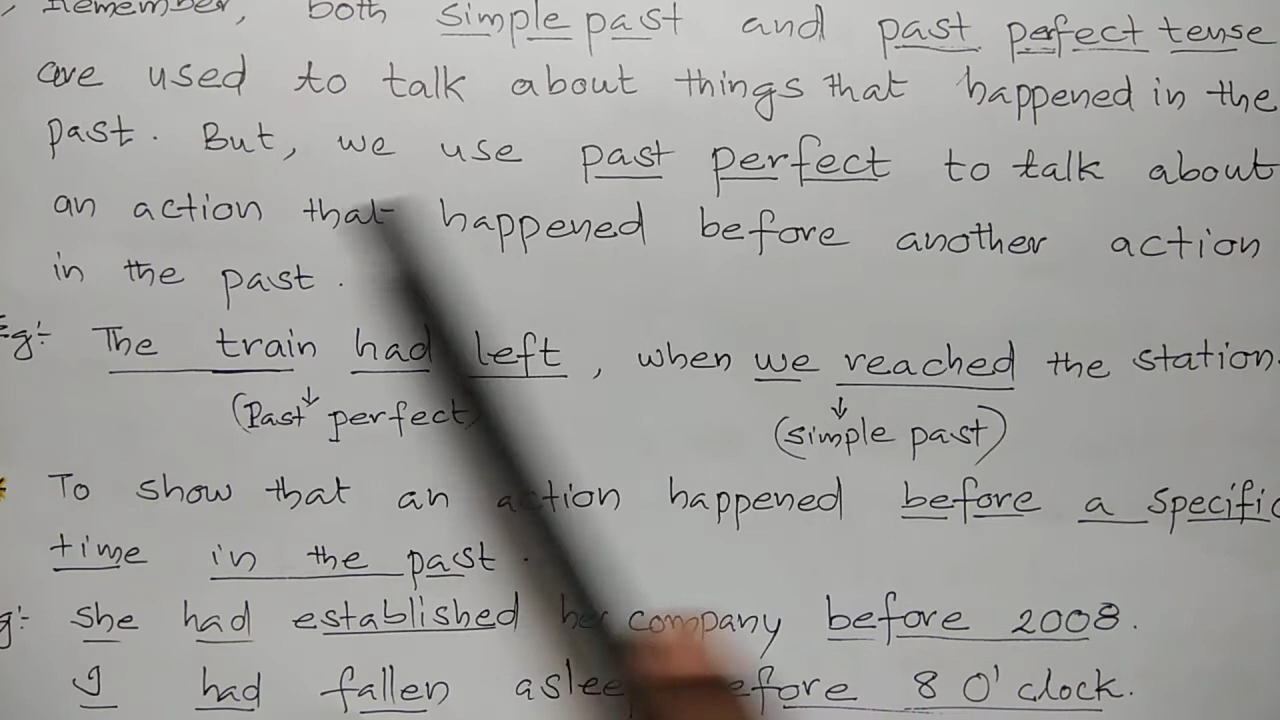 Remember, both simple past and past perfect tense
are used to talk about things that happened in the
past. But, we use past perfect to talk about
an action that happened before another action
in the past.
Eg:- The train had left, when we reached the station.
(Past perfect) (simple past)
* To show that an action happened before a specific
time in the past.
g:- She had established her company before 2008.
I had fallen asleep before 8 O'clock.